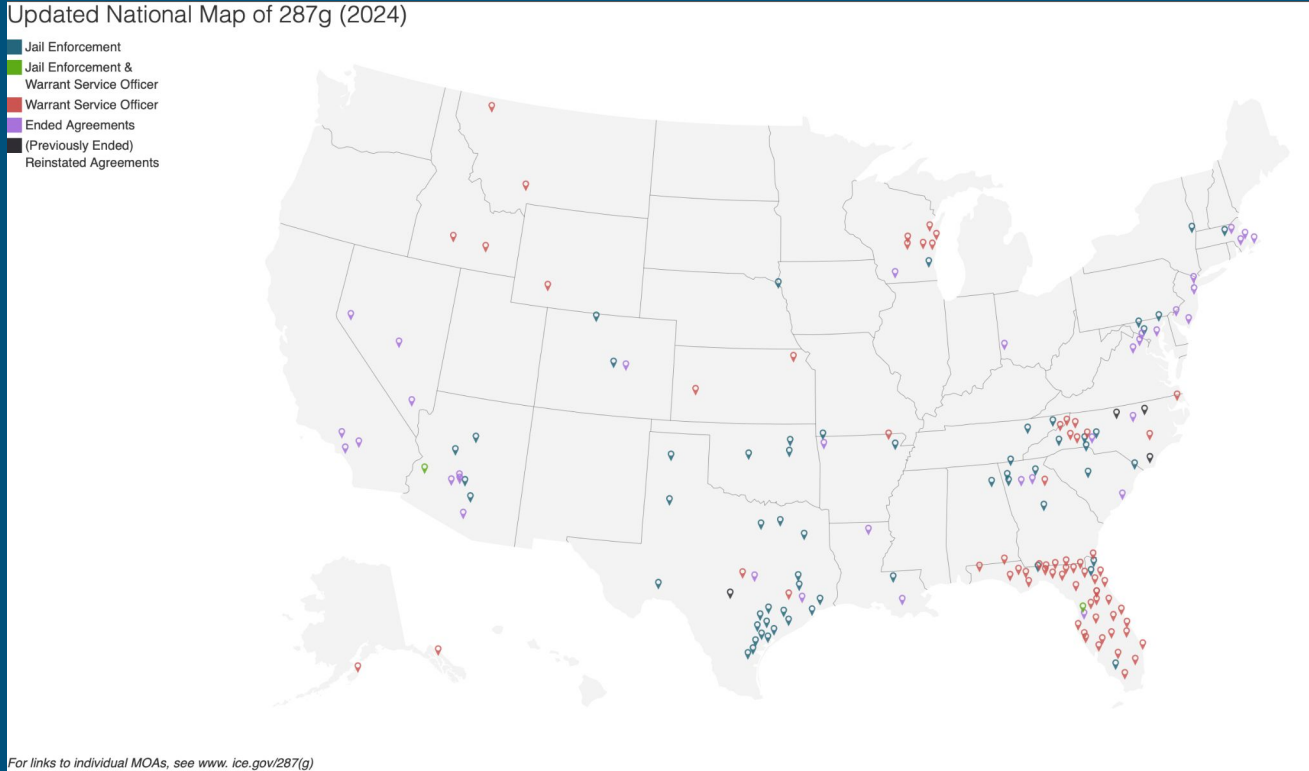 Updated National Map of 287g (2024)
Jail Enforcement
Jail Enforcement &
Warrant Service Officer
Warrant Service Officer
Ended Agreements
(Previously Ended)
Reinstated Agreements
For links to individual MOAs, see www. ice.gov/287(g)